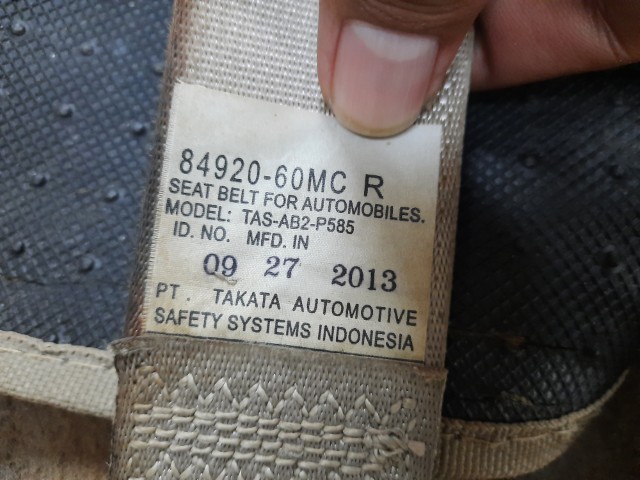 84920-60MC R
SEAT BELT FOR AUTOMOBILES.
MODEL: TAS-AB2-P585
ID. NO. MFD. IN
09 27 2013
PT. TAKATA AUTOMOTIVE
SAFETY SYSTEMS INDONESIA